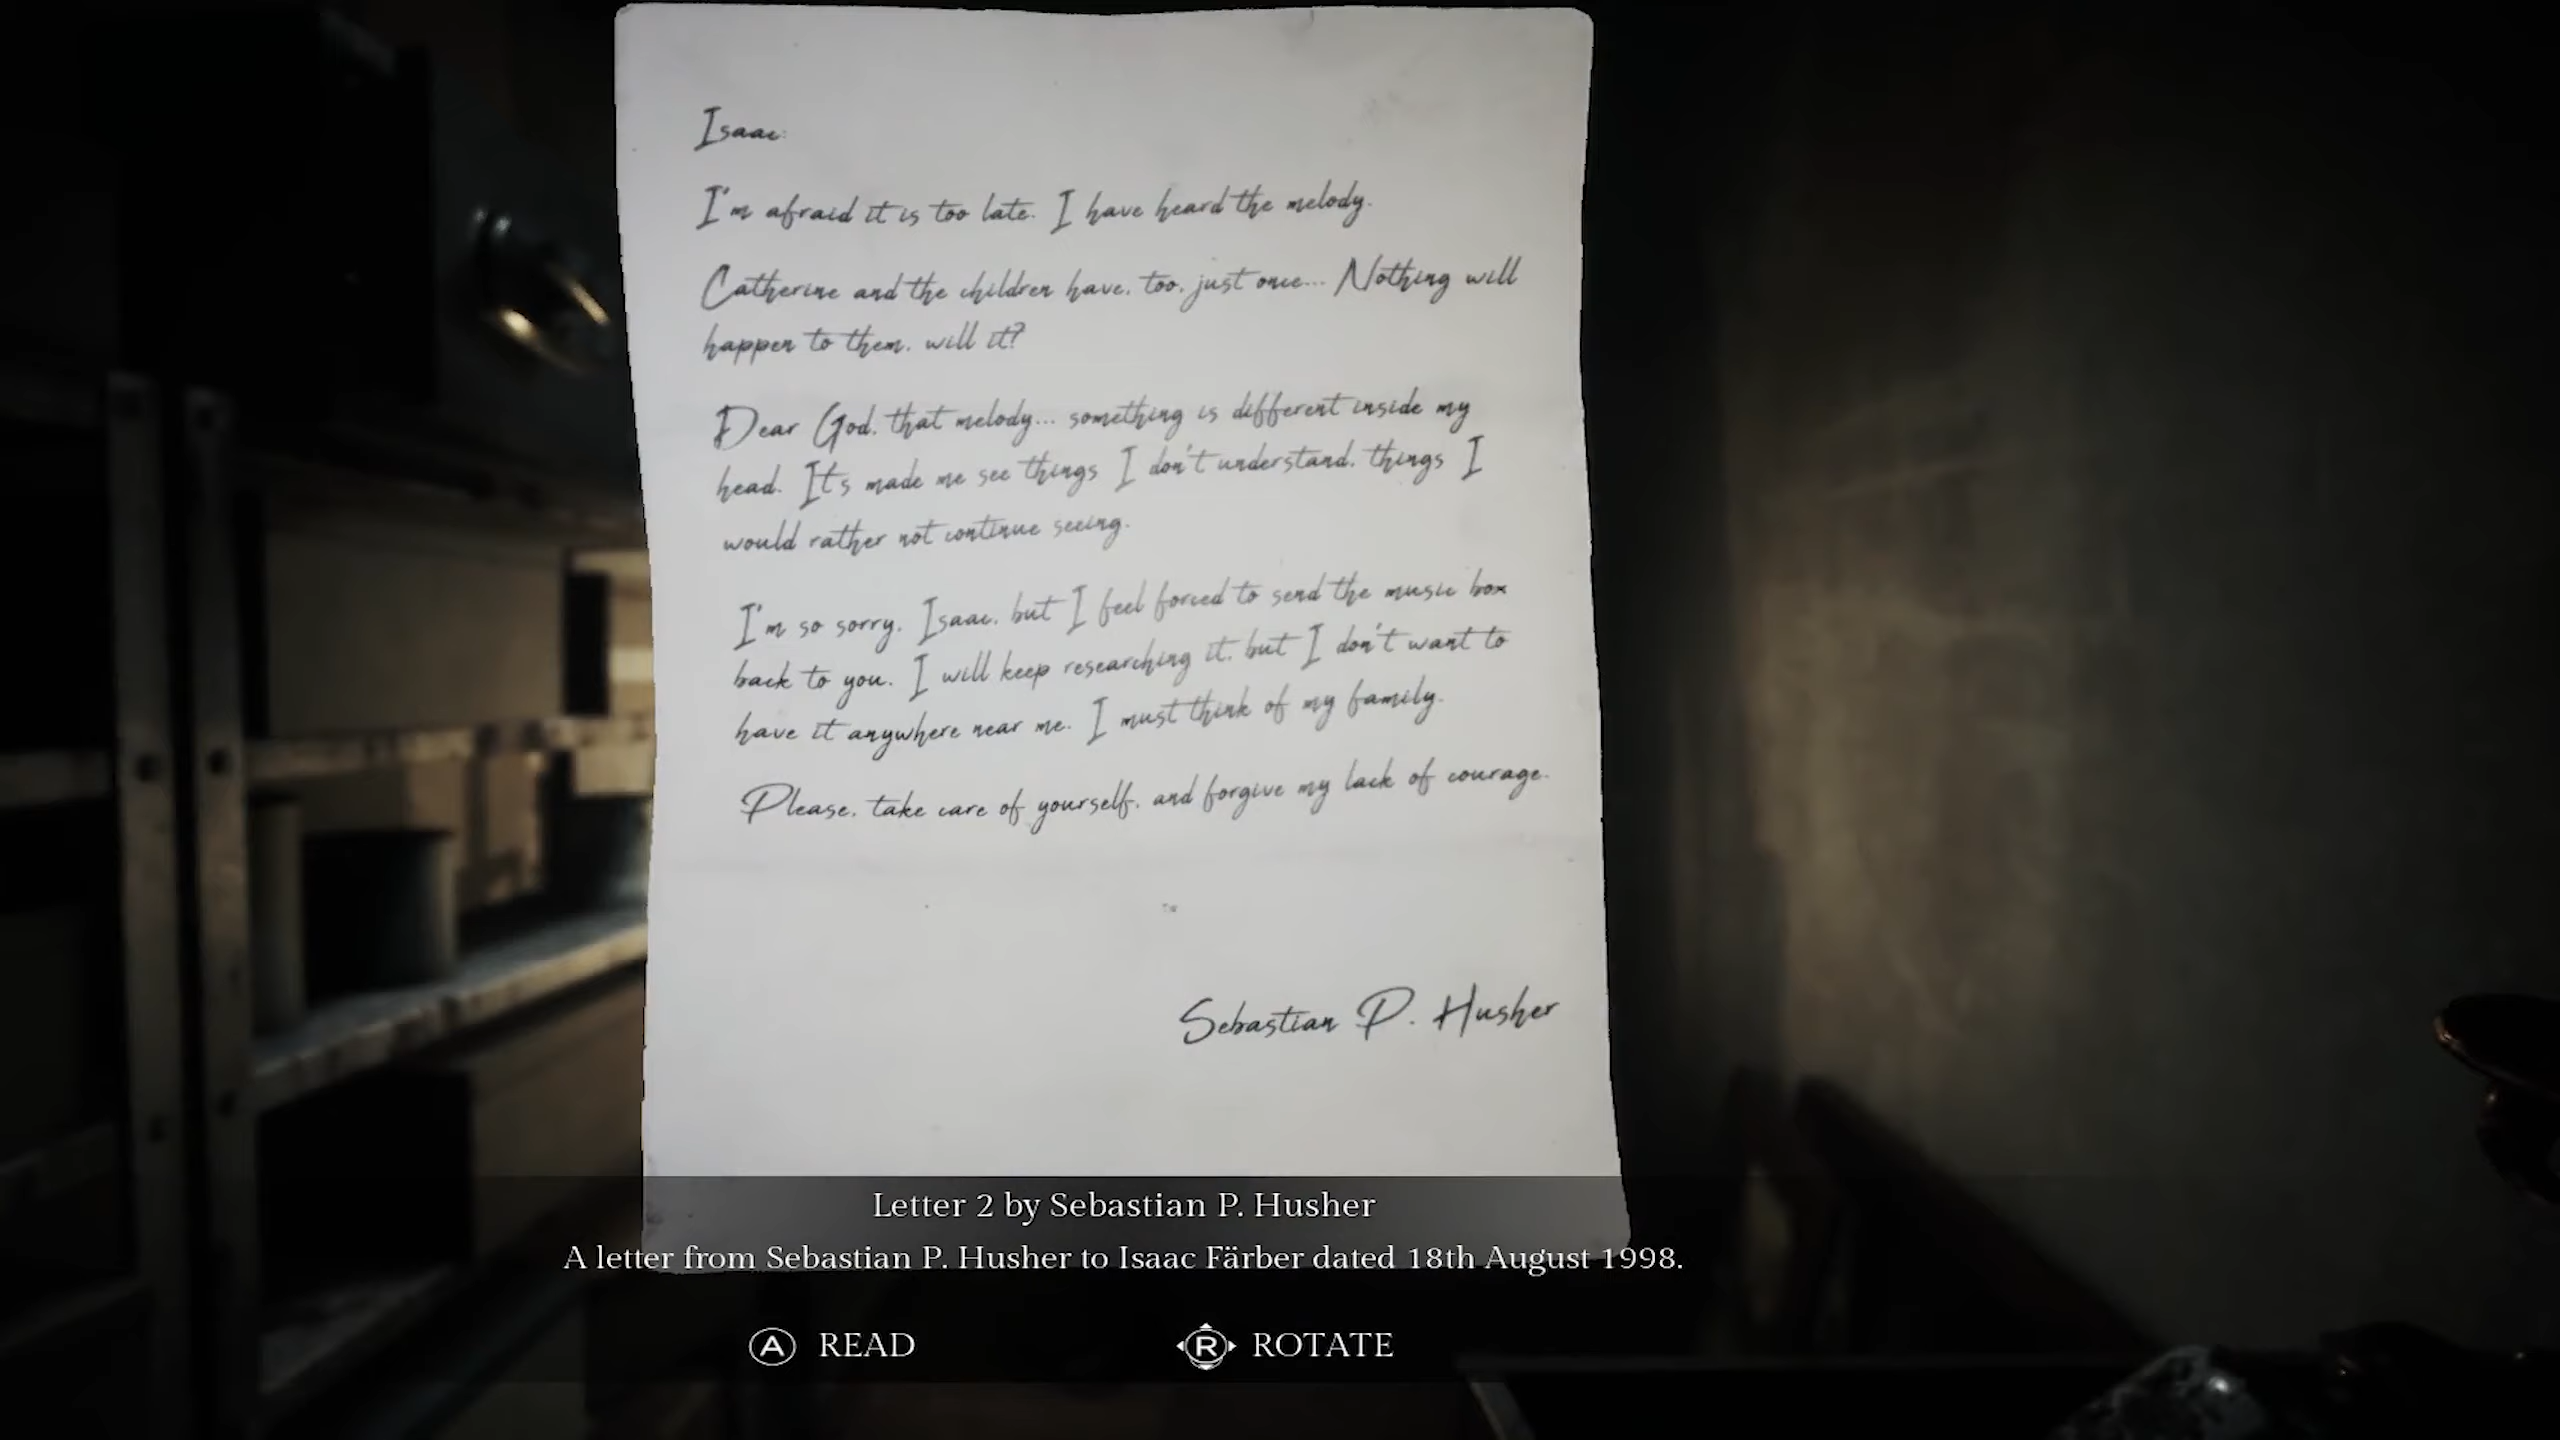 Isaac:
I'm afraid it is too late. I have heard the melody.
Catherine and the children have, too, just once... Nothing will
happen to them, will it?
Dear God, that melody... something is different inside my
head. It's made me see things I don't understand, things I
would rather not continue seeing.
I'm so sorry, Isaac, but I feel forced to send the music box
back to you. I will keep researching it, but I don't want to
have it anywhere near me. I must think of my family.
Please, take care of yourself, and forgive my lack of courage.
Sebastian P. Husher
Letter 2 by Sebastian P. Husher
A letter from Sebastian P. Husher to Isaac Färber dated 18th August 1998.
A READ R ROTATE